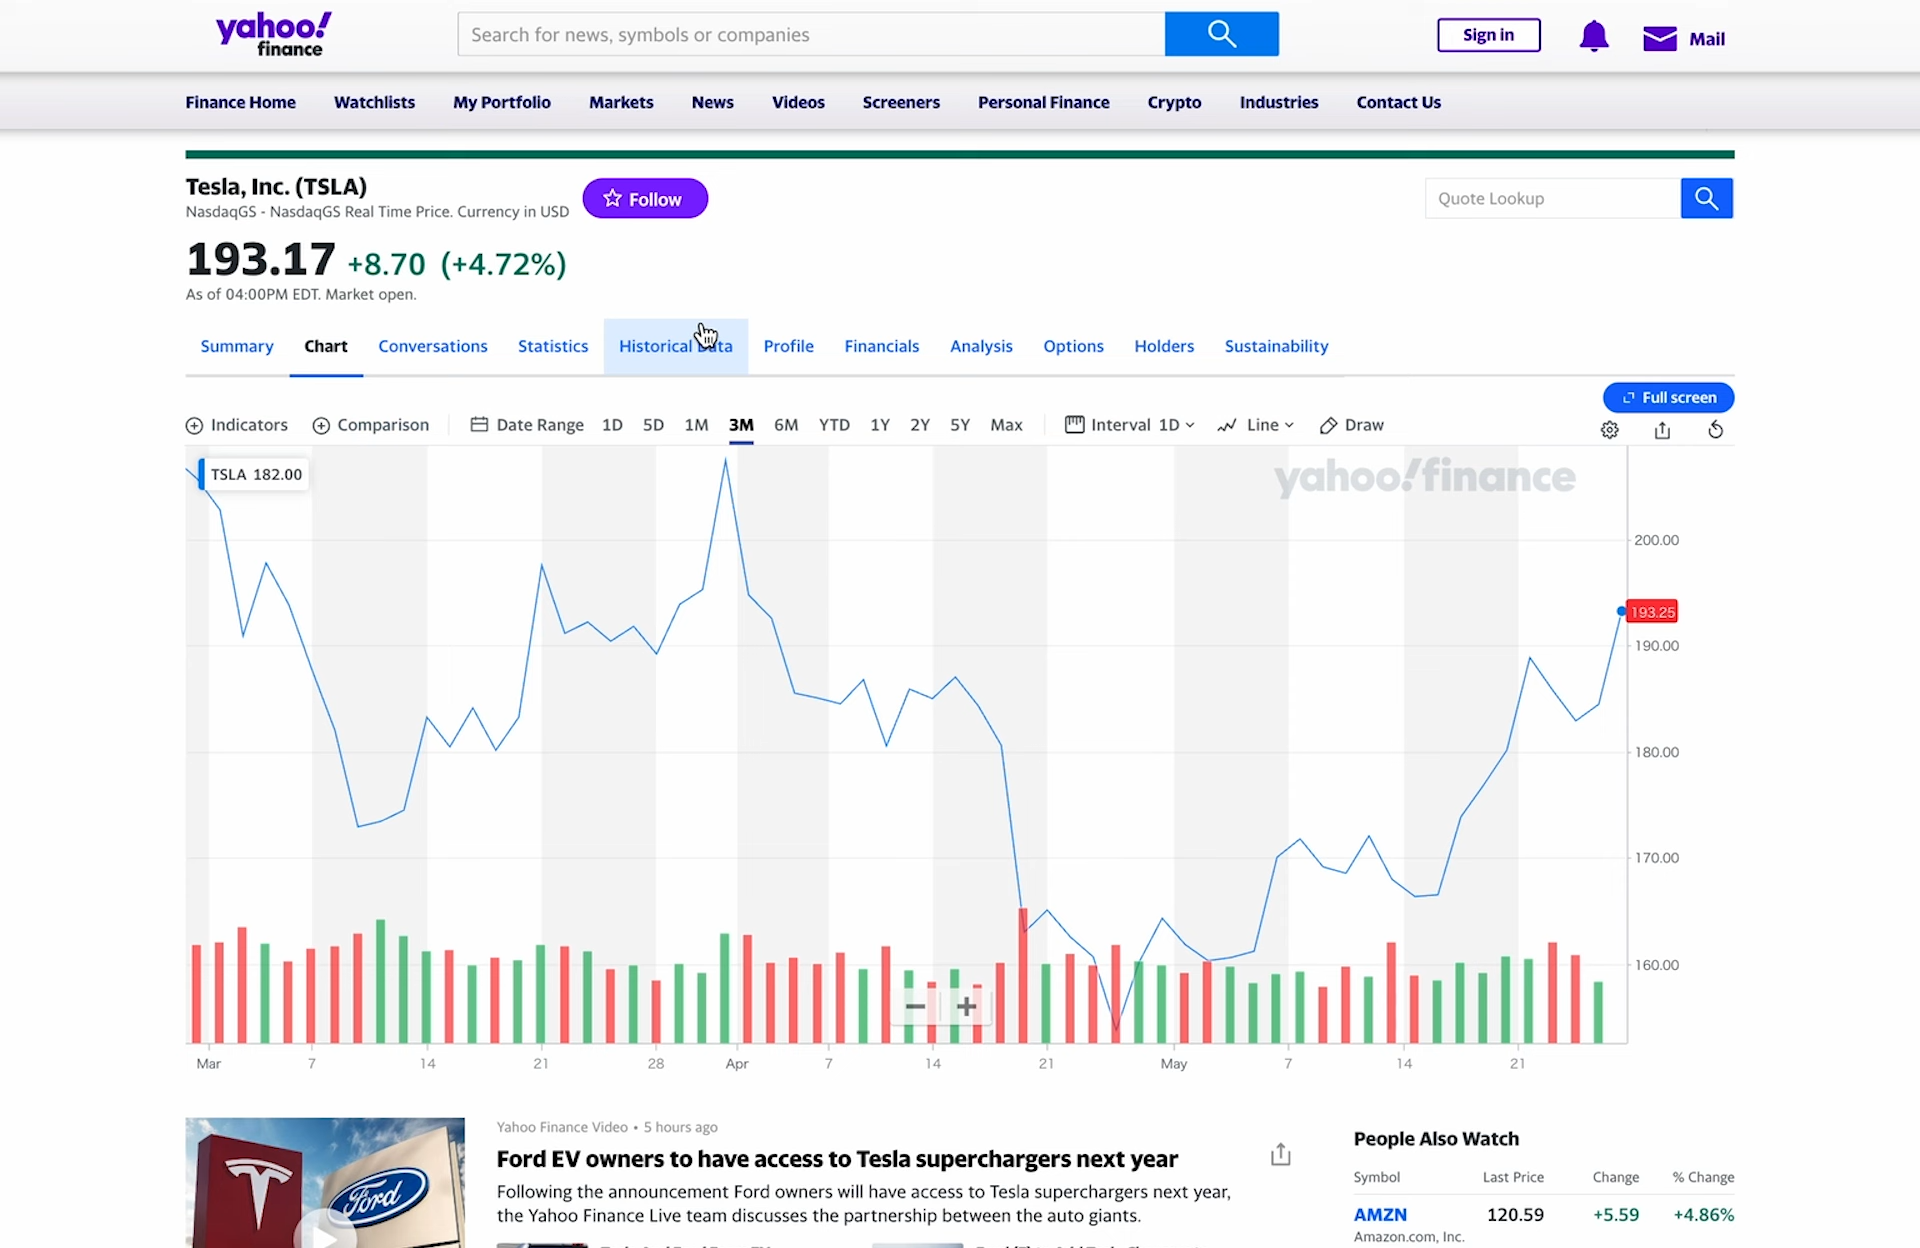 yahoo!
finance
Search for news, symbols or companies
Sign in
Mail
Finance Home Watchlists My Portfolio Markets News Videos Screeners Personal Finance Crypto Industries Contact Us
Tesla, Inc. (TSLA)
NasdaqGS - NasdaqGS Real Time Price. Currency in USD
Follow
Quote Lookup
193.17 +8.70 (+4.72%)
As of 04:00PM EDT. Market open.
Summary Chart Conversations Statistics Historical Data Profile Financials Analysis Options Holders Sustainability
Full screen
Indicators Comparison Date Range 1D 5D 1M 3M 6M YTD 1Y 2Y 5Y Max Interval 1D Line Draw
TSLA 182.00
yahoo!finance
200.00
193.25
190.00
180.00
170.00
160.00
− +
Mar 7 14 21 28 Apr 7 14 21 May 7 14 21
Yahoo Finance Video • 5 hours ago
Ford EV owners to have access to Tesla superchargers next year
Following the announcement Ford owners will have access to Tesla superchargers next year,
the Yahoo Finance Live team discusses the partnership between the auto giants.
Ford
People Also Watch
Symbol Last Price Change % Change
AMZN 120.59 +5.59 +4.86%
Amazon.com, Inc.